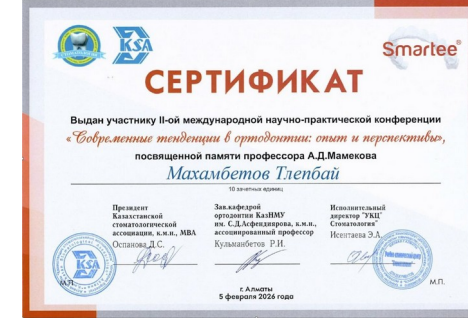 KSA
Smartee®
СЕРТИФИКАТ
Выдан участнику II-ой международной научно-практической конференции
«Современные тенденции в ортодонтии: опыт и перспективы»,
посвященной памяти профессора А.Д.Мамекова
Махамбетов Тлепбай
10 зачетных единиц
Президент
Казахстанской
стоматологической
ассоциации, к.м.н., MBA
Оспанова Д.С.
Зав.кафедрой
ортодонтии КазНМУ
им. С.Д.Асфендиярова, к.м.н.,
ассоциированный профессор
Кульманбетов Р.И.
Исполнительный
директор "УКЦ"
Стоматология"
Исентаева Э.А.
KSA
М.П.
М.П.
г. Алматы
5 февраля 2026 года